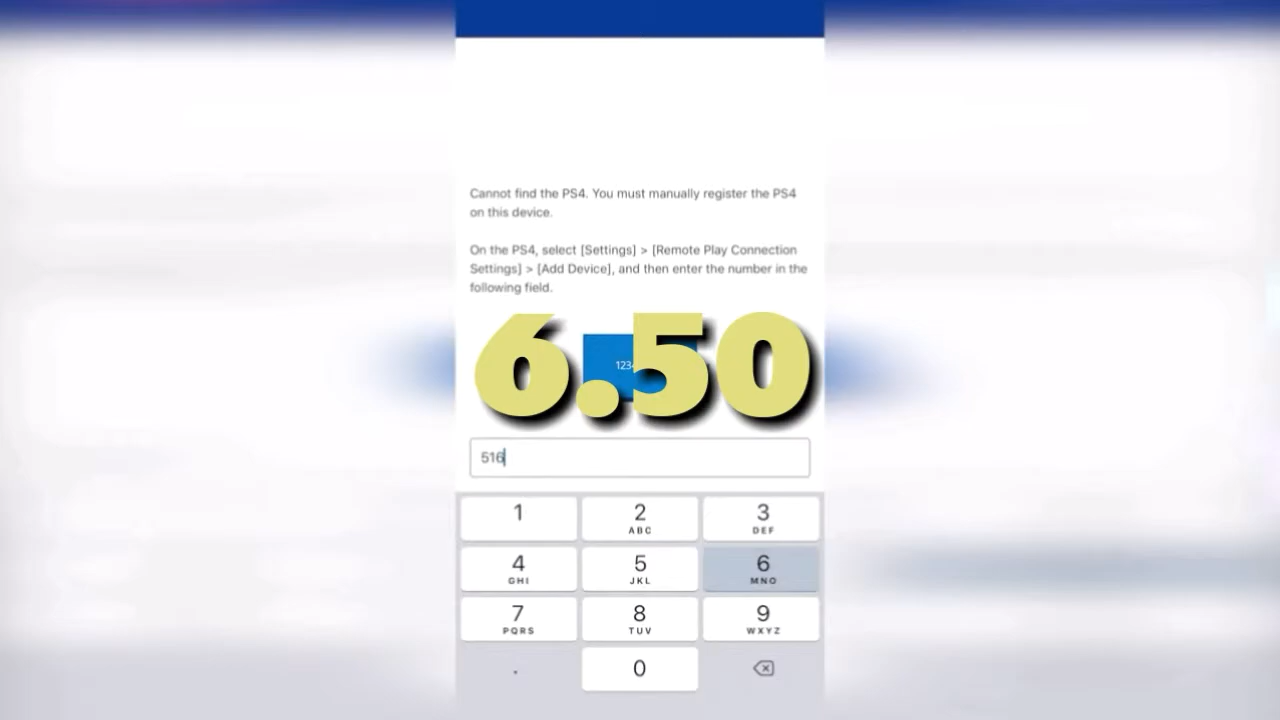 Cannot find the PS4. You must manually register the PS4
on this device.
On the PS4, select [Settings] > [Remote Play Connection
Settings] > [Add Device], and then enter the number in the
following field.
123
6.50
516
1
2
ABC
3
DEF
4
GHI
5
JKL
6
MNO
7
PQRS
8
TUV
9
WXYZ
.
0